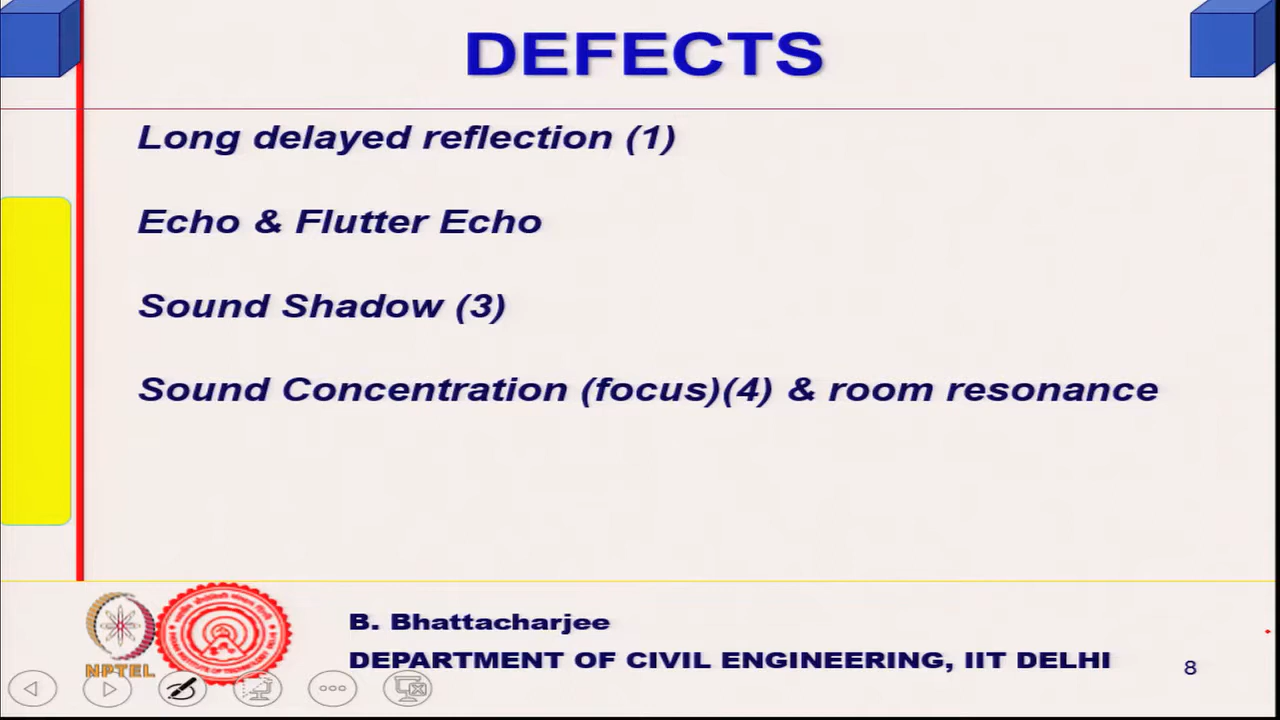 DEFECTS
Long delayed reflection (1)
Echo & Flutter Echo
Sound Shadow (3)
Sound Concentration (focus)(4) & room resonance
NPTEL
B. Bhattacharjee
DEPARTMENT OF CIVIL ENGINEERING, IIT DELHI
8